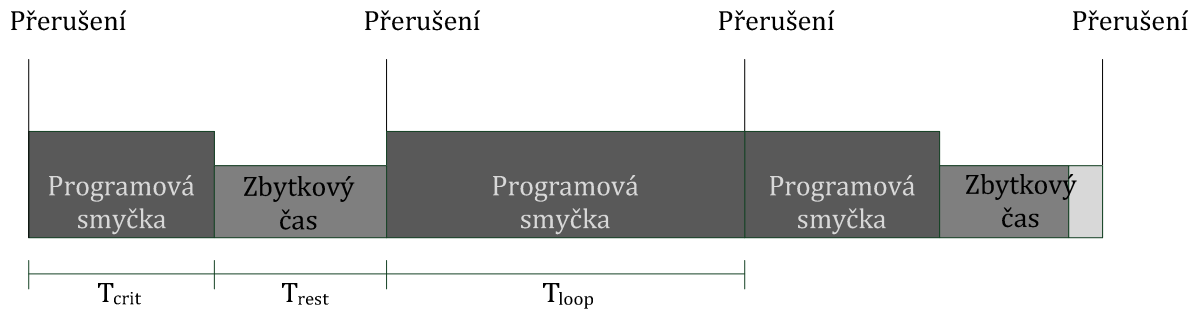 Přerušení Přerušení Přerušení Přerušení
Programová
smyčka
Zbytkový
čas
Programová
smyčka
Programová
smyčka
Zbytkový
čas
Tcrit Trest Tloop